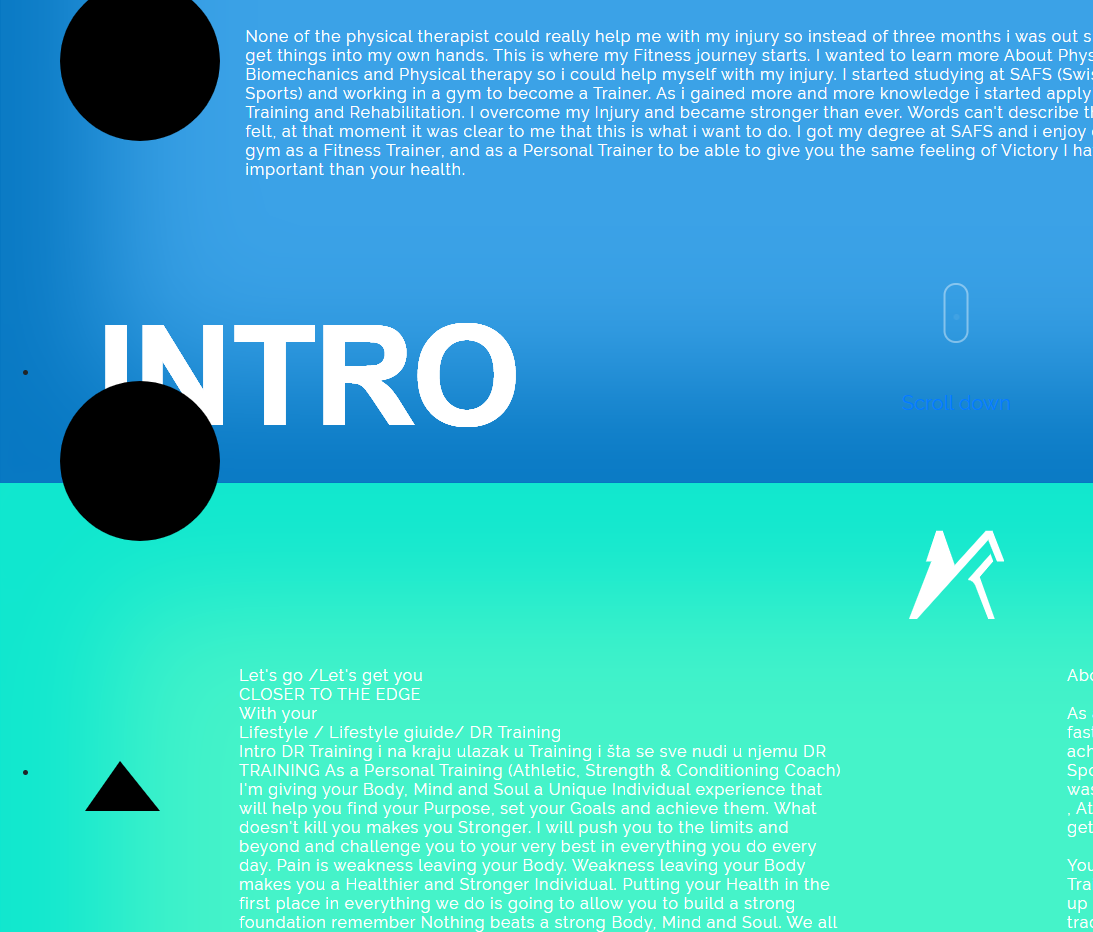 None of the physical therapist could really help me with my injury so instead of three months i was out
get things into my own hands. This is where my Fitness journey starts. I wanted to learn more About
Biomechanics and Physical therapy so i could help myself with my injury. I started studying at SAFS
Sports) and working in a gym to become a Trainer. As i gained more and more knowledge i started apply
Training and Rehabilitation. I overcome my Injury and became stronger than ever. Words can't describe
felt, at that moment it was clear to me that this is what i want to do. I got my degree at SAFS and i enjoy
gym as a Fitness Trainer, and as a Personal Trainer to be able to give you the same feeling of Victory I
important than your health.
INTRO
Scroll down
Let's go /Let's get you
CLOSER TO THE EDGE
With your
Lifestyle / Lifestyle giuide/ DR Training
Intro DR Training i na kraju ulazak u Training i šta se sve nudi u njemu DR
TRAINING As a Personal Training (Athletic, Strength & Conditioning Coach)
I'm giving your Body, Mind and Soul a Unique Individual experience that
will help you find your Purpose, set your Goals and achieve them. What
doesn't kill you makes you Stronger. I will push you to the limits and
beyond and challenge you to your very best in everything you do every
day. Pain is weakness leaving your Body. Weakness leaving your Body
makes you a Healthier and Stronger Individual. Putting your Health in the
first place in everything we do is going to allow you to build a strong
foundation remember Nothing beats a strong Body, Mind and Soul. We all
As
, At
get
up